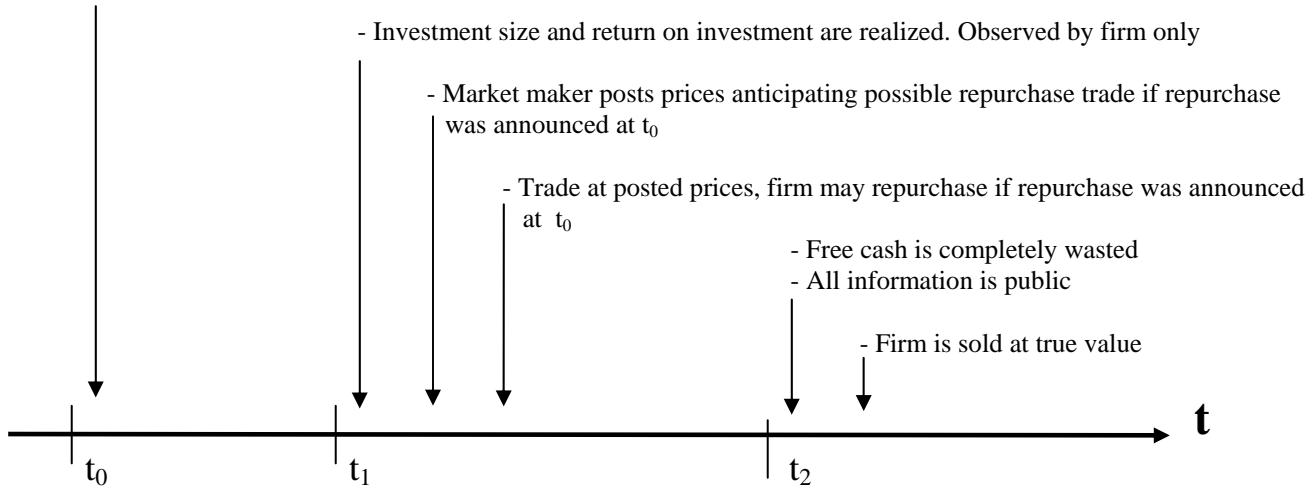 - Investment size and return on investment are realized. Observed by firm only
- Market maker posts prices anticipating possible repurchase trade if repurchase
was announced at t₀
- Trade at posted prices, firm may repurchase if repurchase was announced
at t₀
- Free cash is completely wasted
- All information is public
- Firm is sold at true value
t
t₀ t₁ t₂